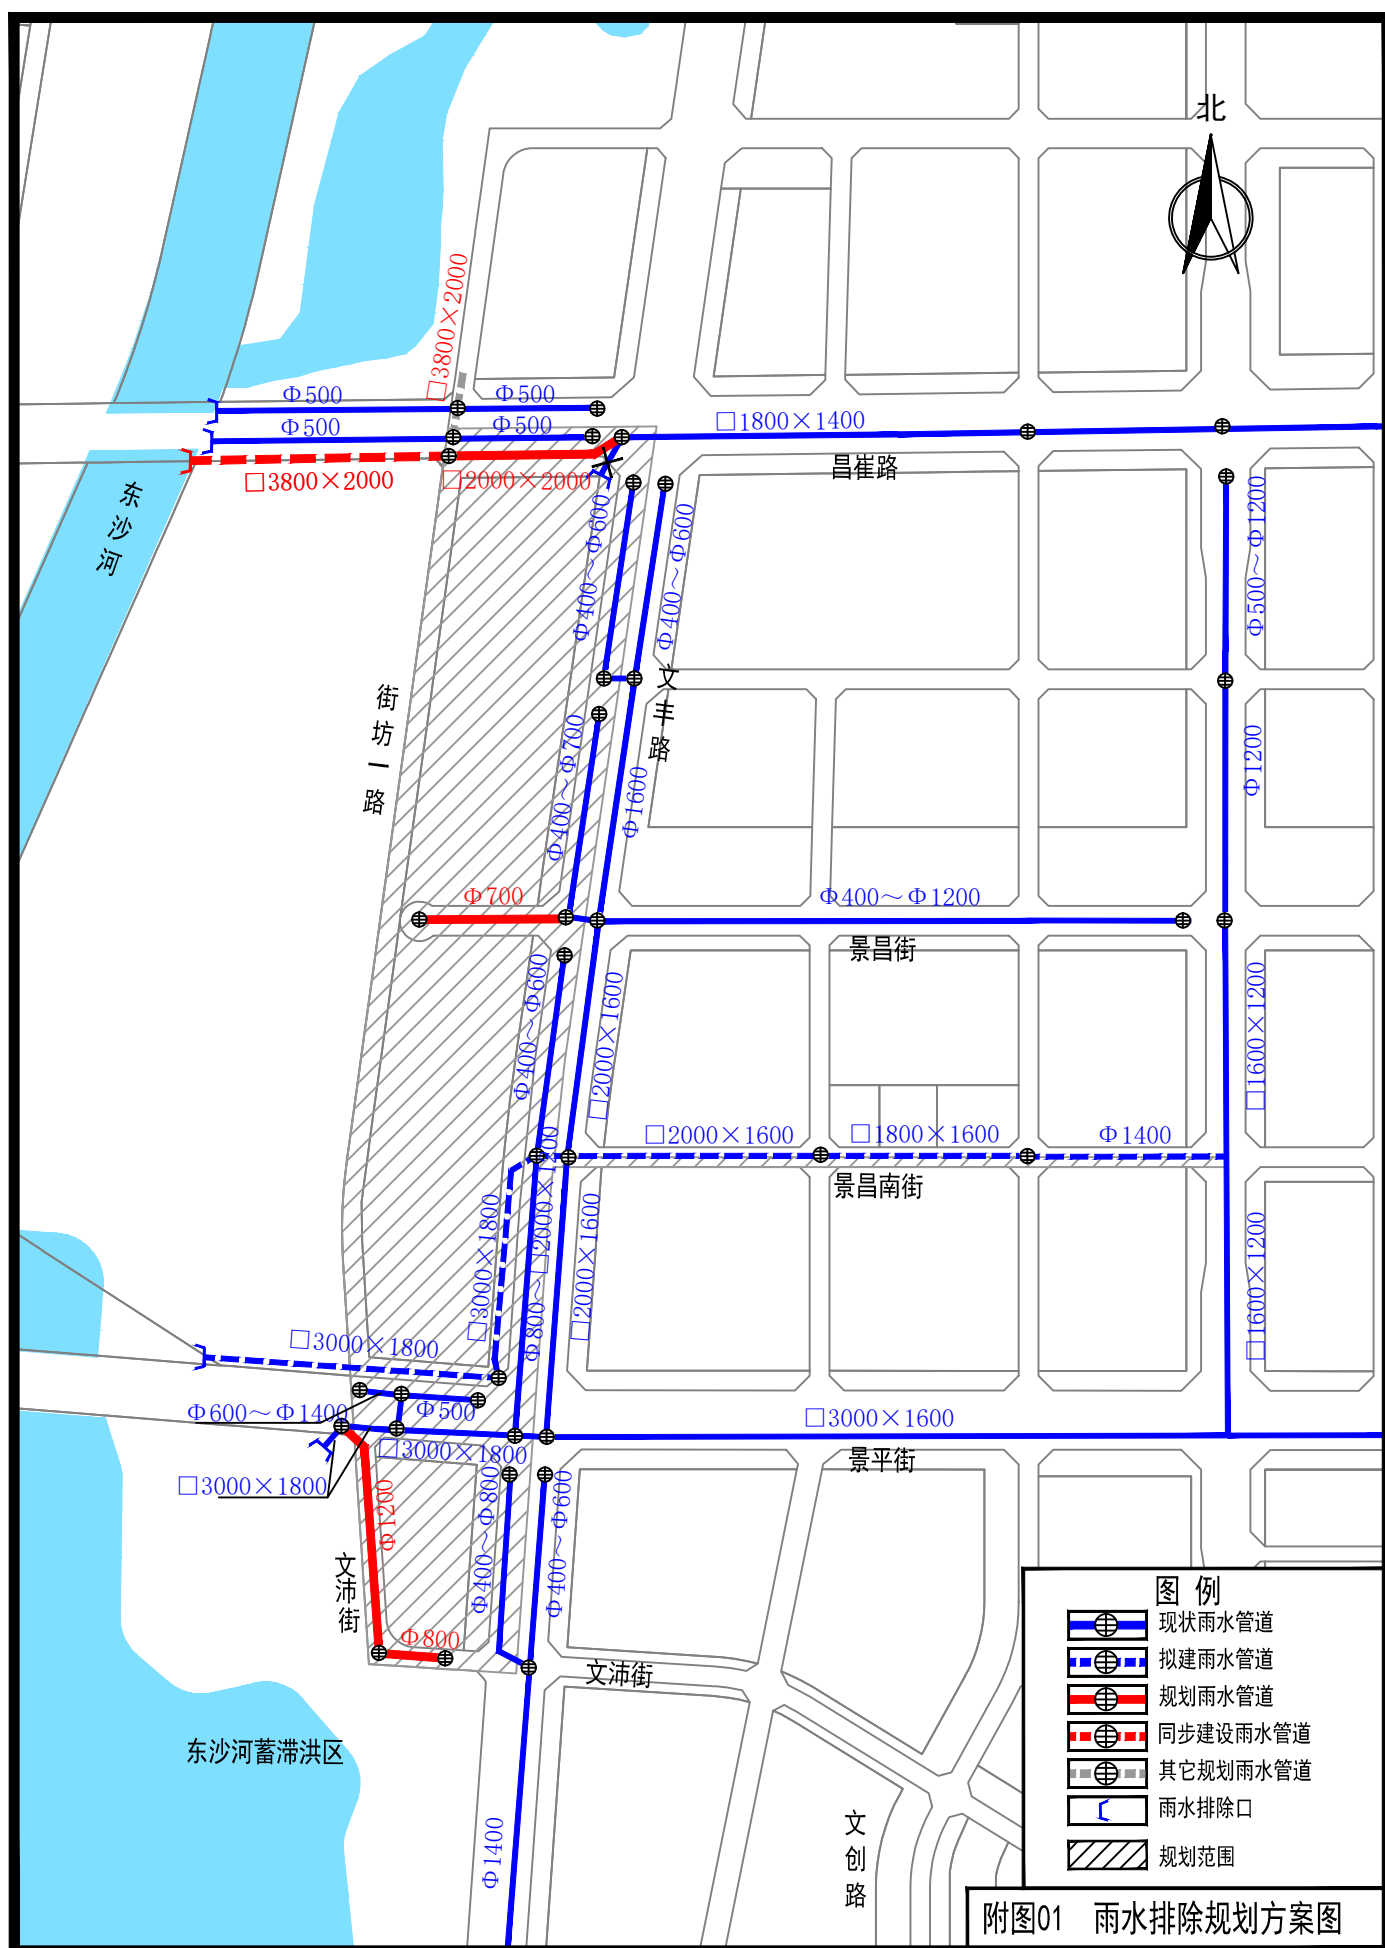 北
□3800×2000
Φ500
Φ500
Φ500
Φ500
□1800×1400
昌崔路
□3800×2000
□2000×2000
东沙河
Φ400～Φ600
Φ400～Φ600
Φ500～Φ1200
文丰路
街坊一路
Φ400～Φ700
Φ1600
Φ1200
Φ700
Φ400～Φ1200
景昌街
Φ400～Φ600
□2000×1600
□1600×1200
□2000×1600
□1800×1600
Φ1400
景昌南街
□3000×1800
Φ800～□2000×1200
□2000×1600
□1600×1200
□3000×1800
Φ600～Φ1400
Φ500
□3000×1600
□3000×1800
景平街
□3000×1800
Φ1200
Φ400～Φ800
Φ400～Φ600
文沛街
Φ800
文沛街
东沙河蓄滞洪区
Φ1400
文创路
图 例
现状雨水管道
拟建雨水管道
规划雨水管道
同步建设雨水管道
其它规划雨水管道
雨水排除口
规划范围
附图01 雨水排除规划方案图